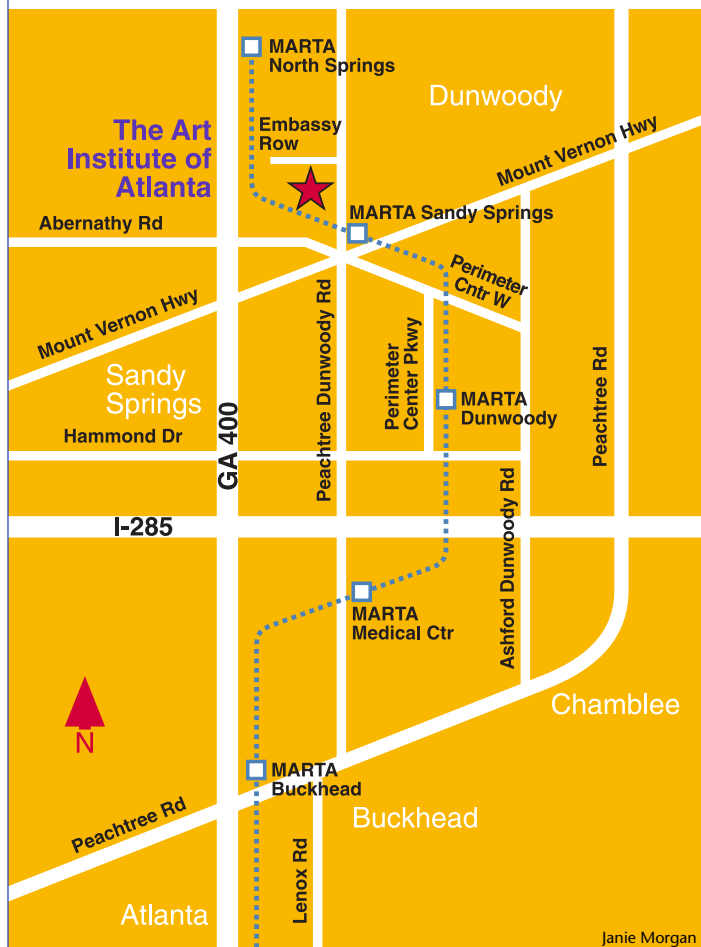 MARTA
North Springs
Dunwoody
The Art
Institute of
Atlanta
Embassy
Row
Mount Vernon Hwy
MARTA Sandy Springs
Abernathy Rd
Perimeter
Cntr W
Mount Vernon Hwy
Peachtree Dunwoody Rd
Perimeter
Center Pkwy
Peachtree Rd
Sandy
Springs
MARTA
Dunwoody
GA 400
Hammond Dr
Ashford Dunwoody Rd
I-285
MARTA
Medical Ctr
Chamblee
N
MARTA
Buckhead
Peachtree Rd
Buckhead
Lenox Rd
Atlanta
Janie Morgan